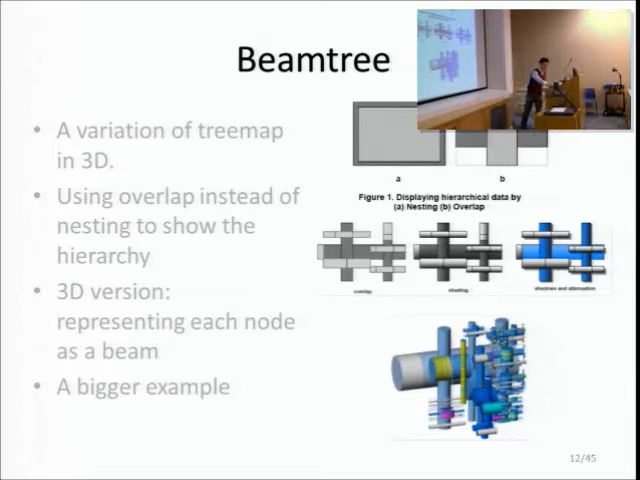 Beamtree
• A variation of treemap
in 3D.
• Using overlap instead of
nesting to show the
hierarchy
• 3D version:
representing each node
as a beam
• A bigger example
a
b
Figure 1. Displaying hierarchical data by
(a) Nesting (b) Overlap
overlap
shading
shadows and attenuation
12/45